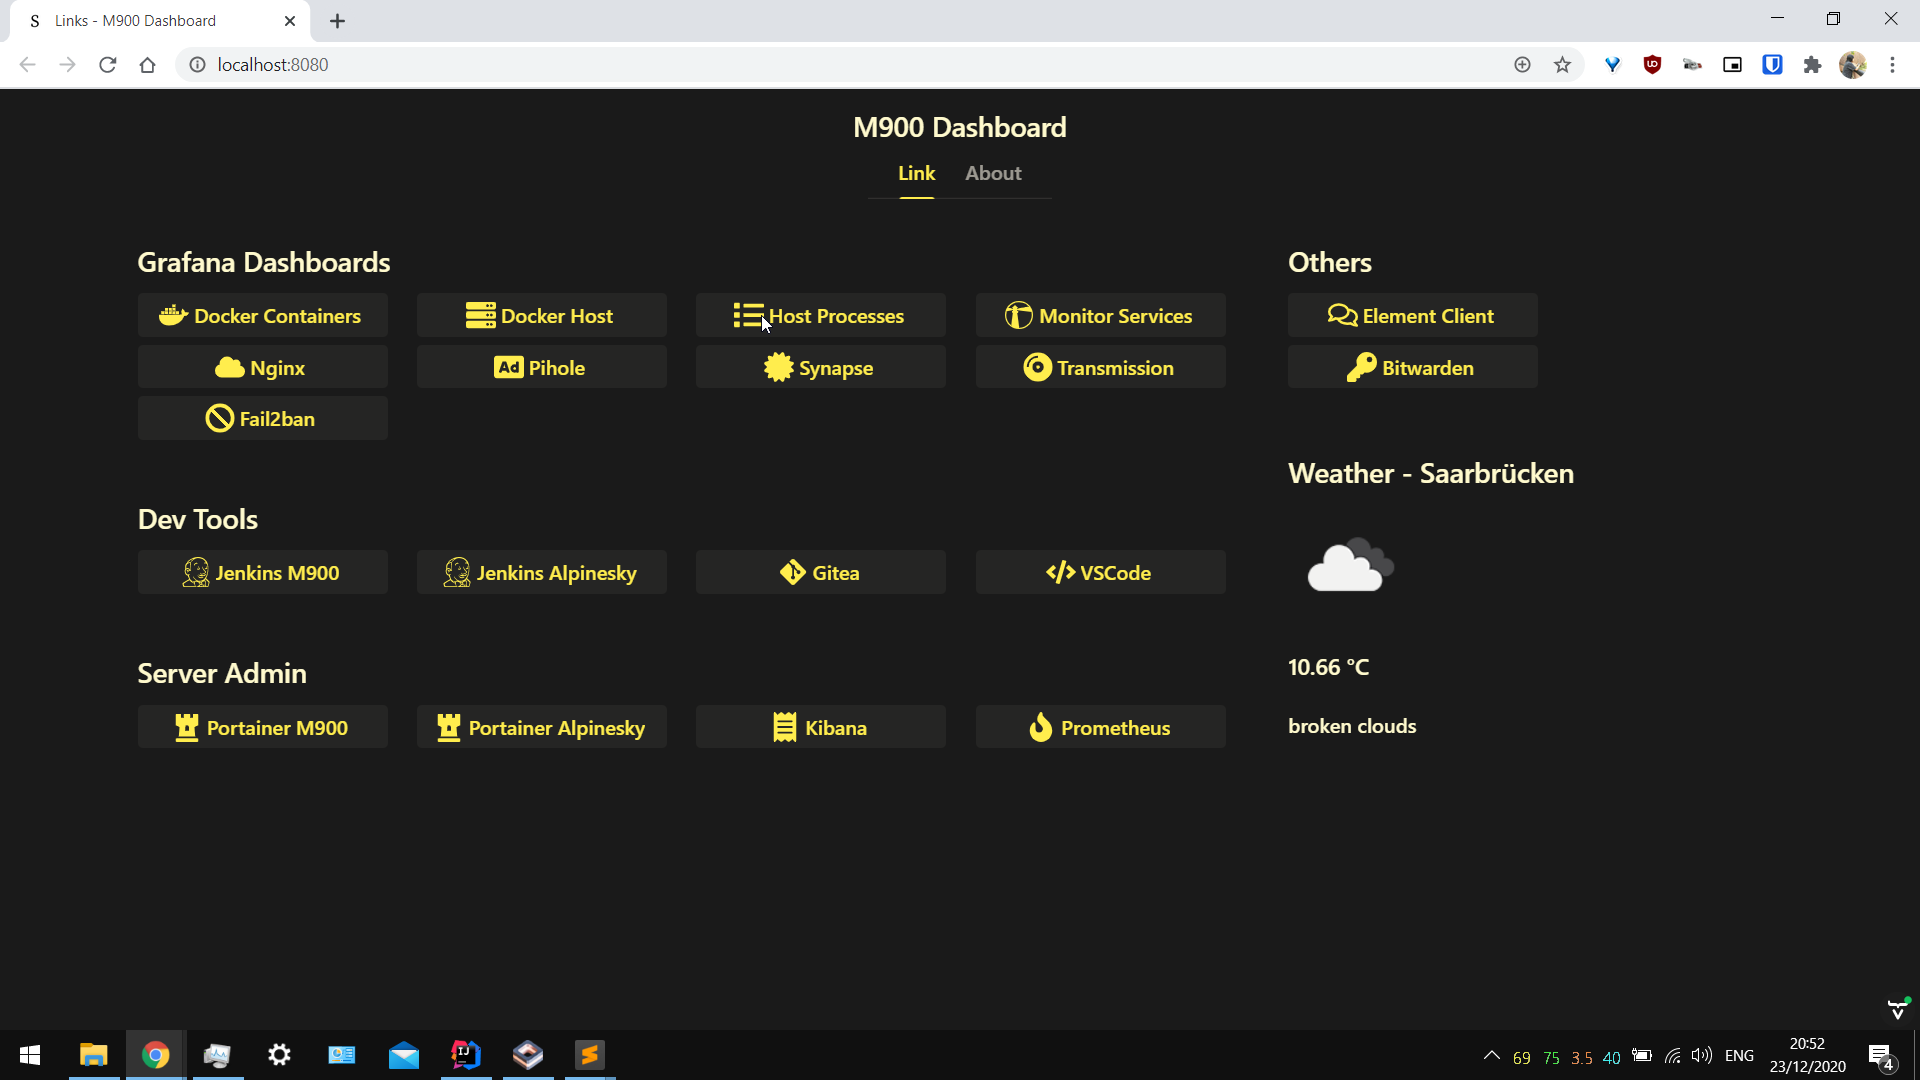 S Links - M900 Dashboard
localhost:8080
M900 Dashboard
Link About
Grafana Dashboards
Docker Containers
Docker Host
Host Processes
Monitor Services
Nginx
Ad Pihole
Synapse
Transmission
Fail2ban
Dev Tools
Jenkins M900
Jenkins Alpinesky
Gitea
</> VSCode
Server Admin
Portainer M900
Portainer Alpinesky
Kibana
Prometheus
Others
Element Client
Bitwarden
Weather - Saarbrücken
10.66 °C
broken clouds
IJ
69 75 3.5 40 ENG
20:52
23/12/2020
4